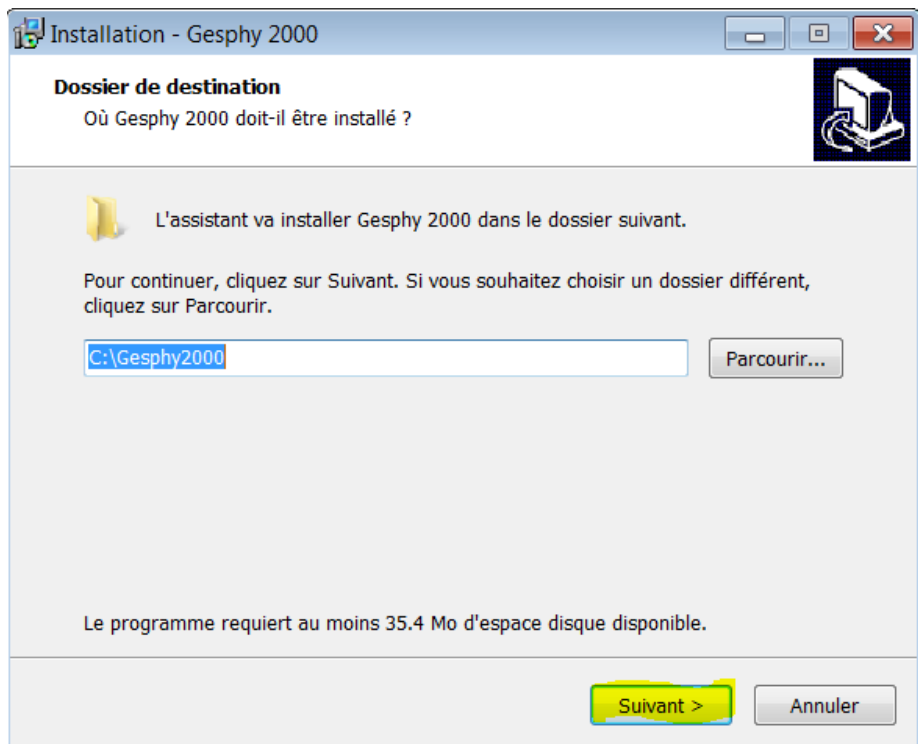 Installation - Gesphy 2000
Dossier de destination
Où Gesphy 2000 doit-il être installé ?
L'assistant va installer Gesphy 2000 dans le dossier suivant.
Pour continuer, cliquez sur Suivant. Si vous souhaitez choisir un dossier différent,
cliquez sur Parcourir.
C:\Gesphy2000
Parcourir...
Le programme requiert au moins 35.4 Mo d'espace disque disponible.
Suivant >
Annuler